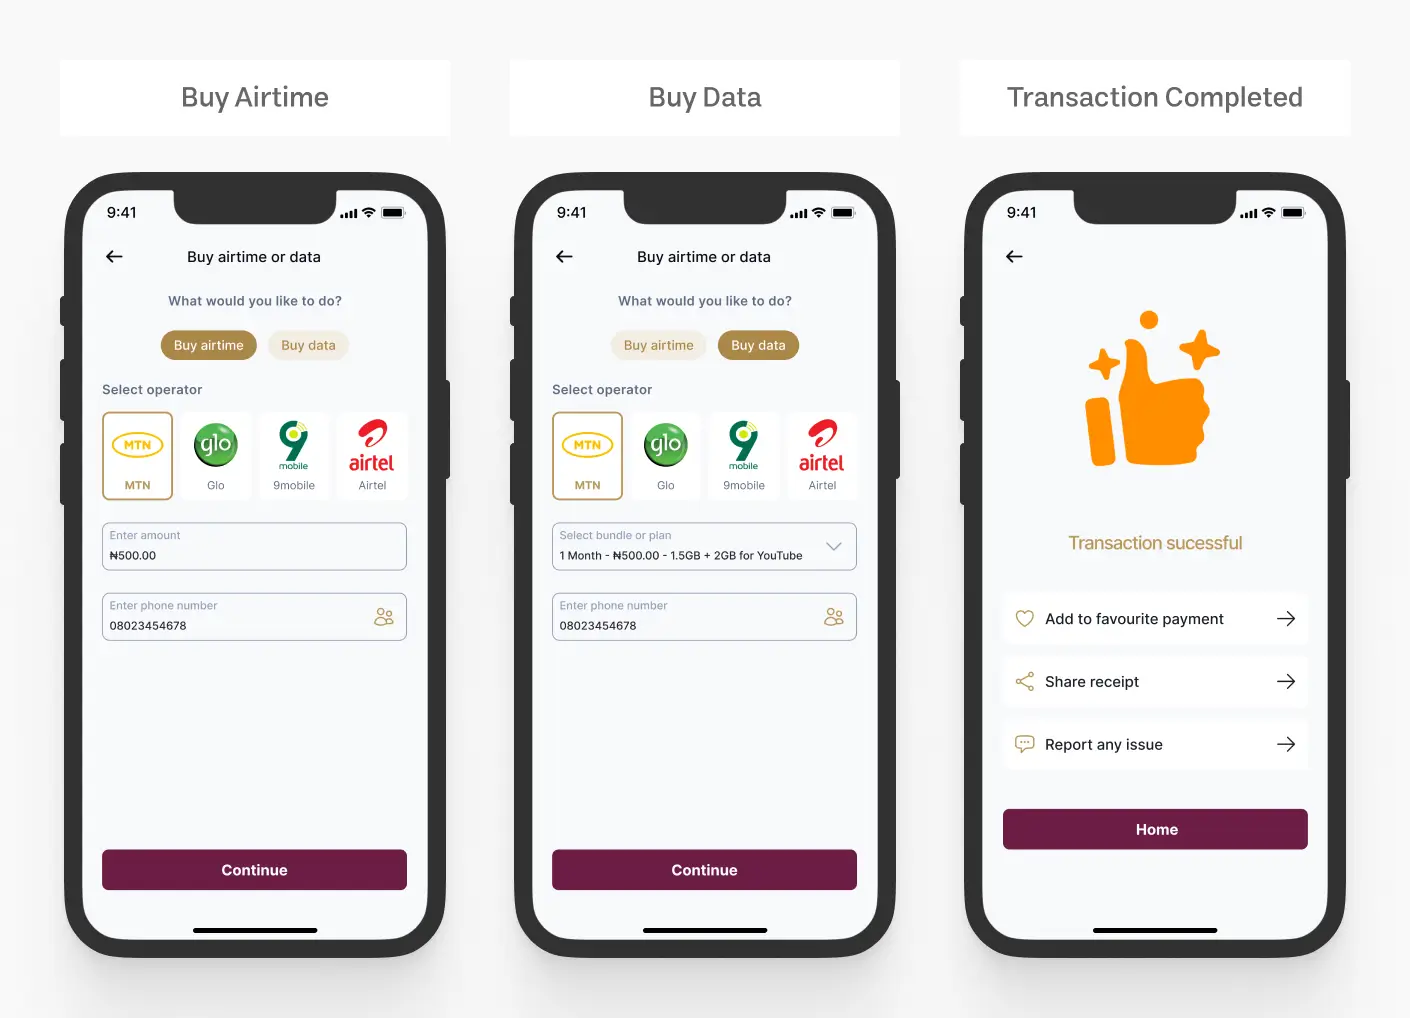 Buy Airtime
9:41
Buy airtime or data
What would you like to do?
Buy airtime Buy data
Select operator
MTN glo 9 mobile airtel
MTN Glo 9mobile Airtel
Enter amount
₦500.00
Enter phone number
08023454678
Continue
Buy Data
9:41
Buy airtime or data
What would you like to do?
Buy airtime Buy data
Select operator
MTN glo 9 mobile airtel
MTN Glo 9mobile Airtel
Select bundle or plan
1 Month - ₦500.00 - 1.5GB + 2GB for YouTube
Enter phone number
08023454678
Continue
Transaction Completed
9:41
Transaction sucessful
Add to favourite payment
Share receipt
Report any issue
Home